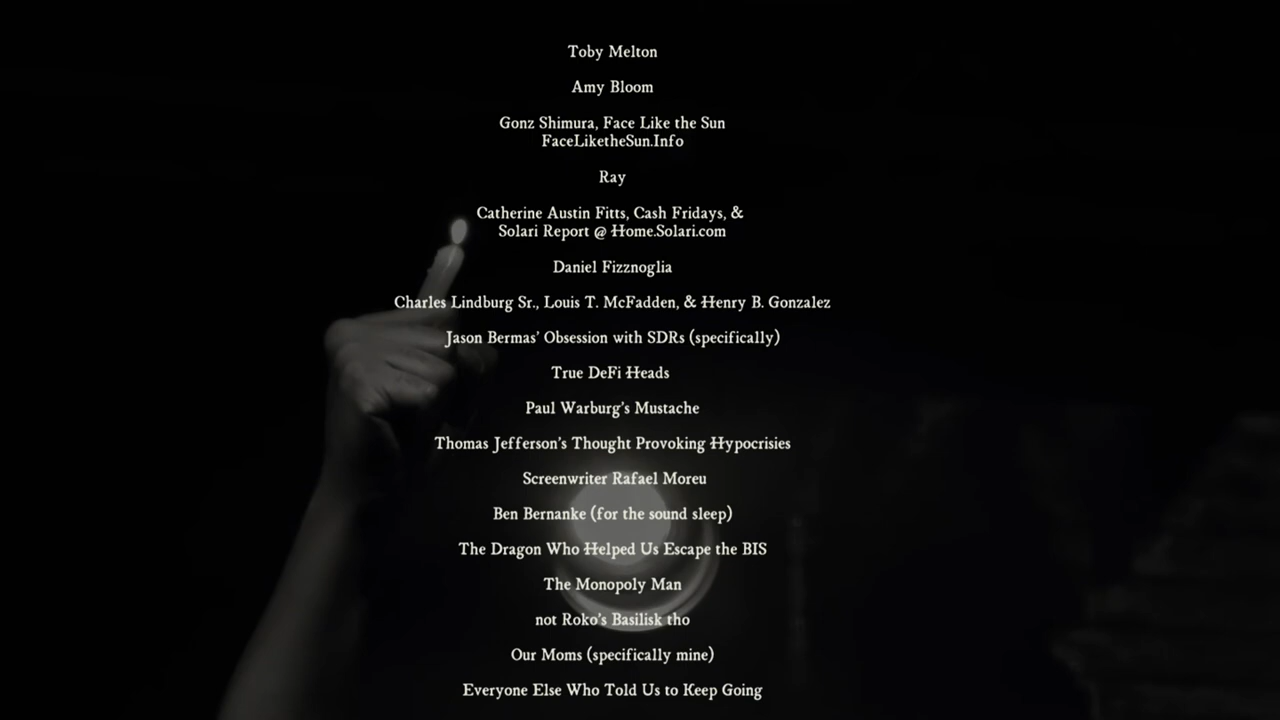 Toby Melton
Amy Bloom
Gonz Shimura, Face Like the Sun
FaceLiketheSun.Info
Ray
Catherine Austin Fitts, Cash Fridays, &
Solari Report @ Home.Solari.com
Daniel Fizznoglia
Charles Lindburg Sr., Louis T. McFadden, & Henry B. Gonzalez
Jason Bermas' Obsession with SDRs (specifically)
True DeFi Heads
Paul Warburg's Mustache
Thomas Jefferson's Thought Provoking Hypocrisies
Screenwriter Rafael Moreu
Ben Bernanke (for the sound sleep)
The Dragon Who Helped Us Escape the BIS
The Monopoly Man
not Roko's Basilisk tho
Our Moms (specifically mine)
Everyone Else Who Told Us to Keep Going